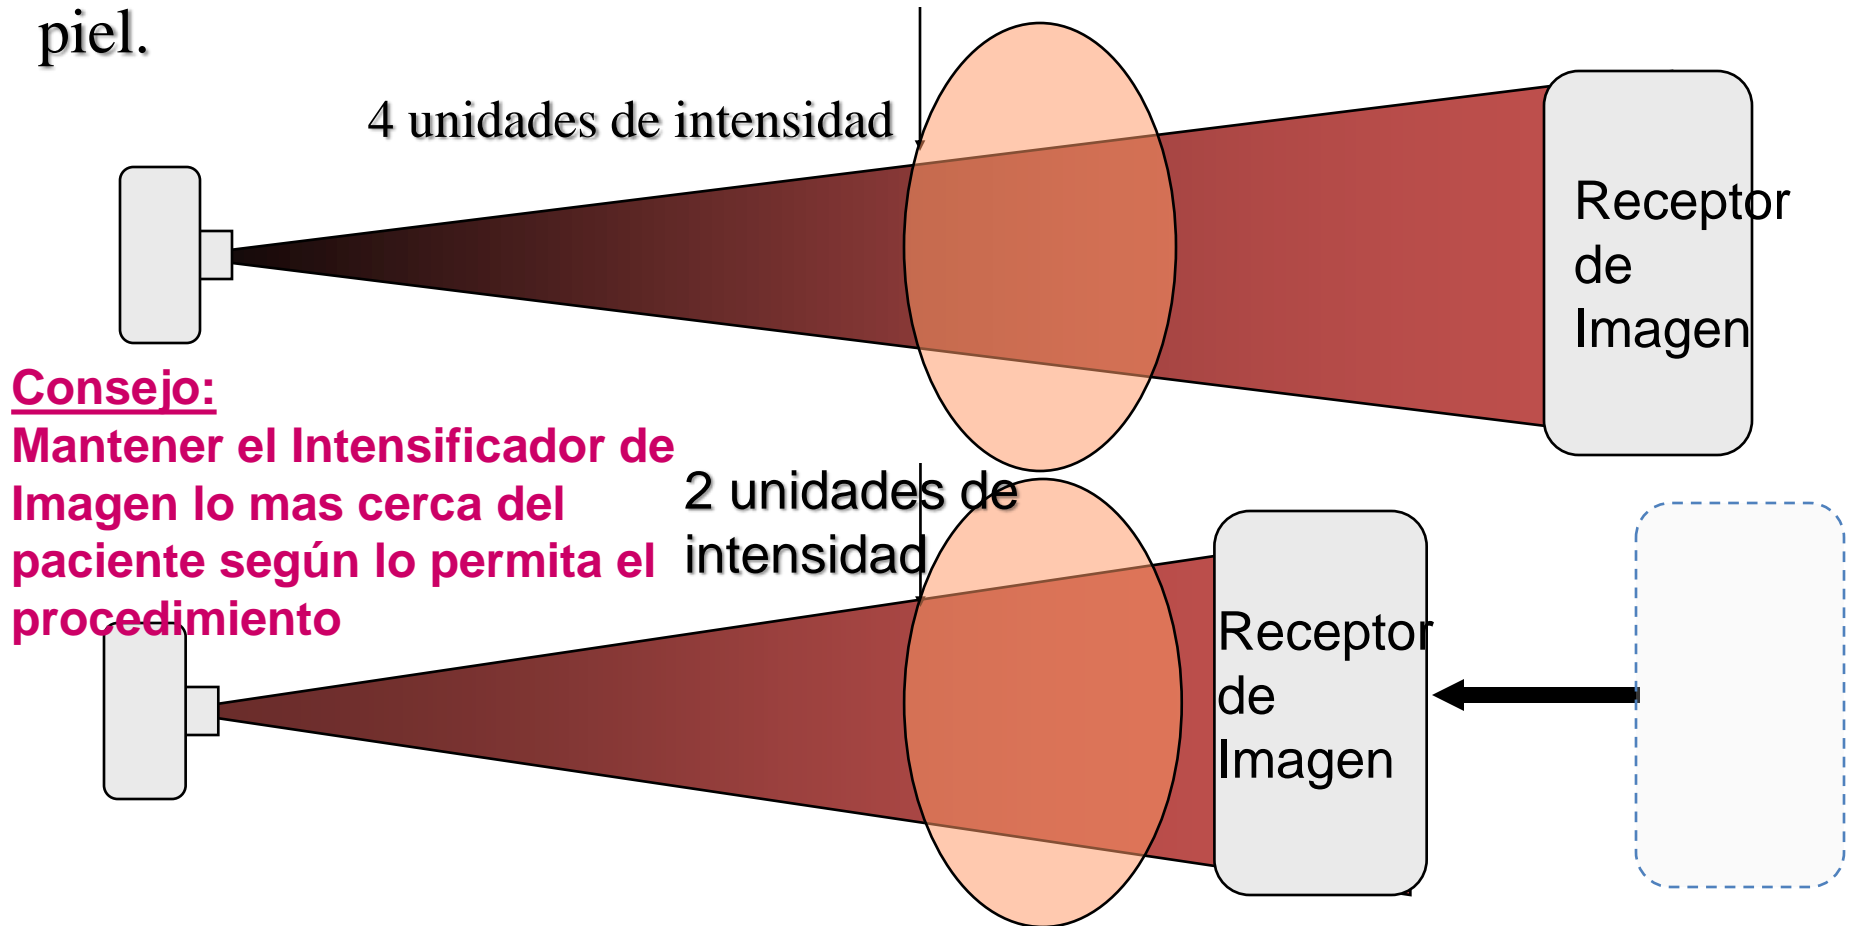 piel.
4 unidades de intensidad
Receptor
de
Imagen
Consejo:
Mantener el Intensificador de
Imagen lo mas cerca del
paciente según lo permita el
procedimiento
2 unidades de
intensidad
Receptor
de
Imagen